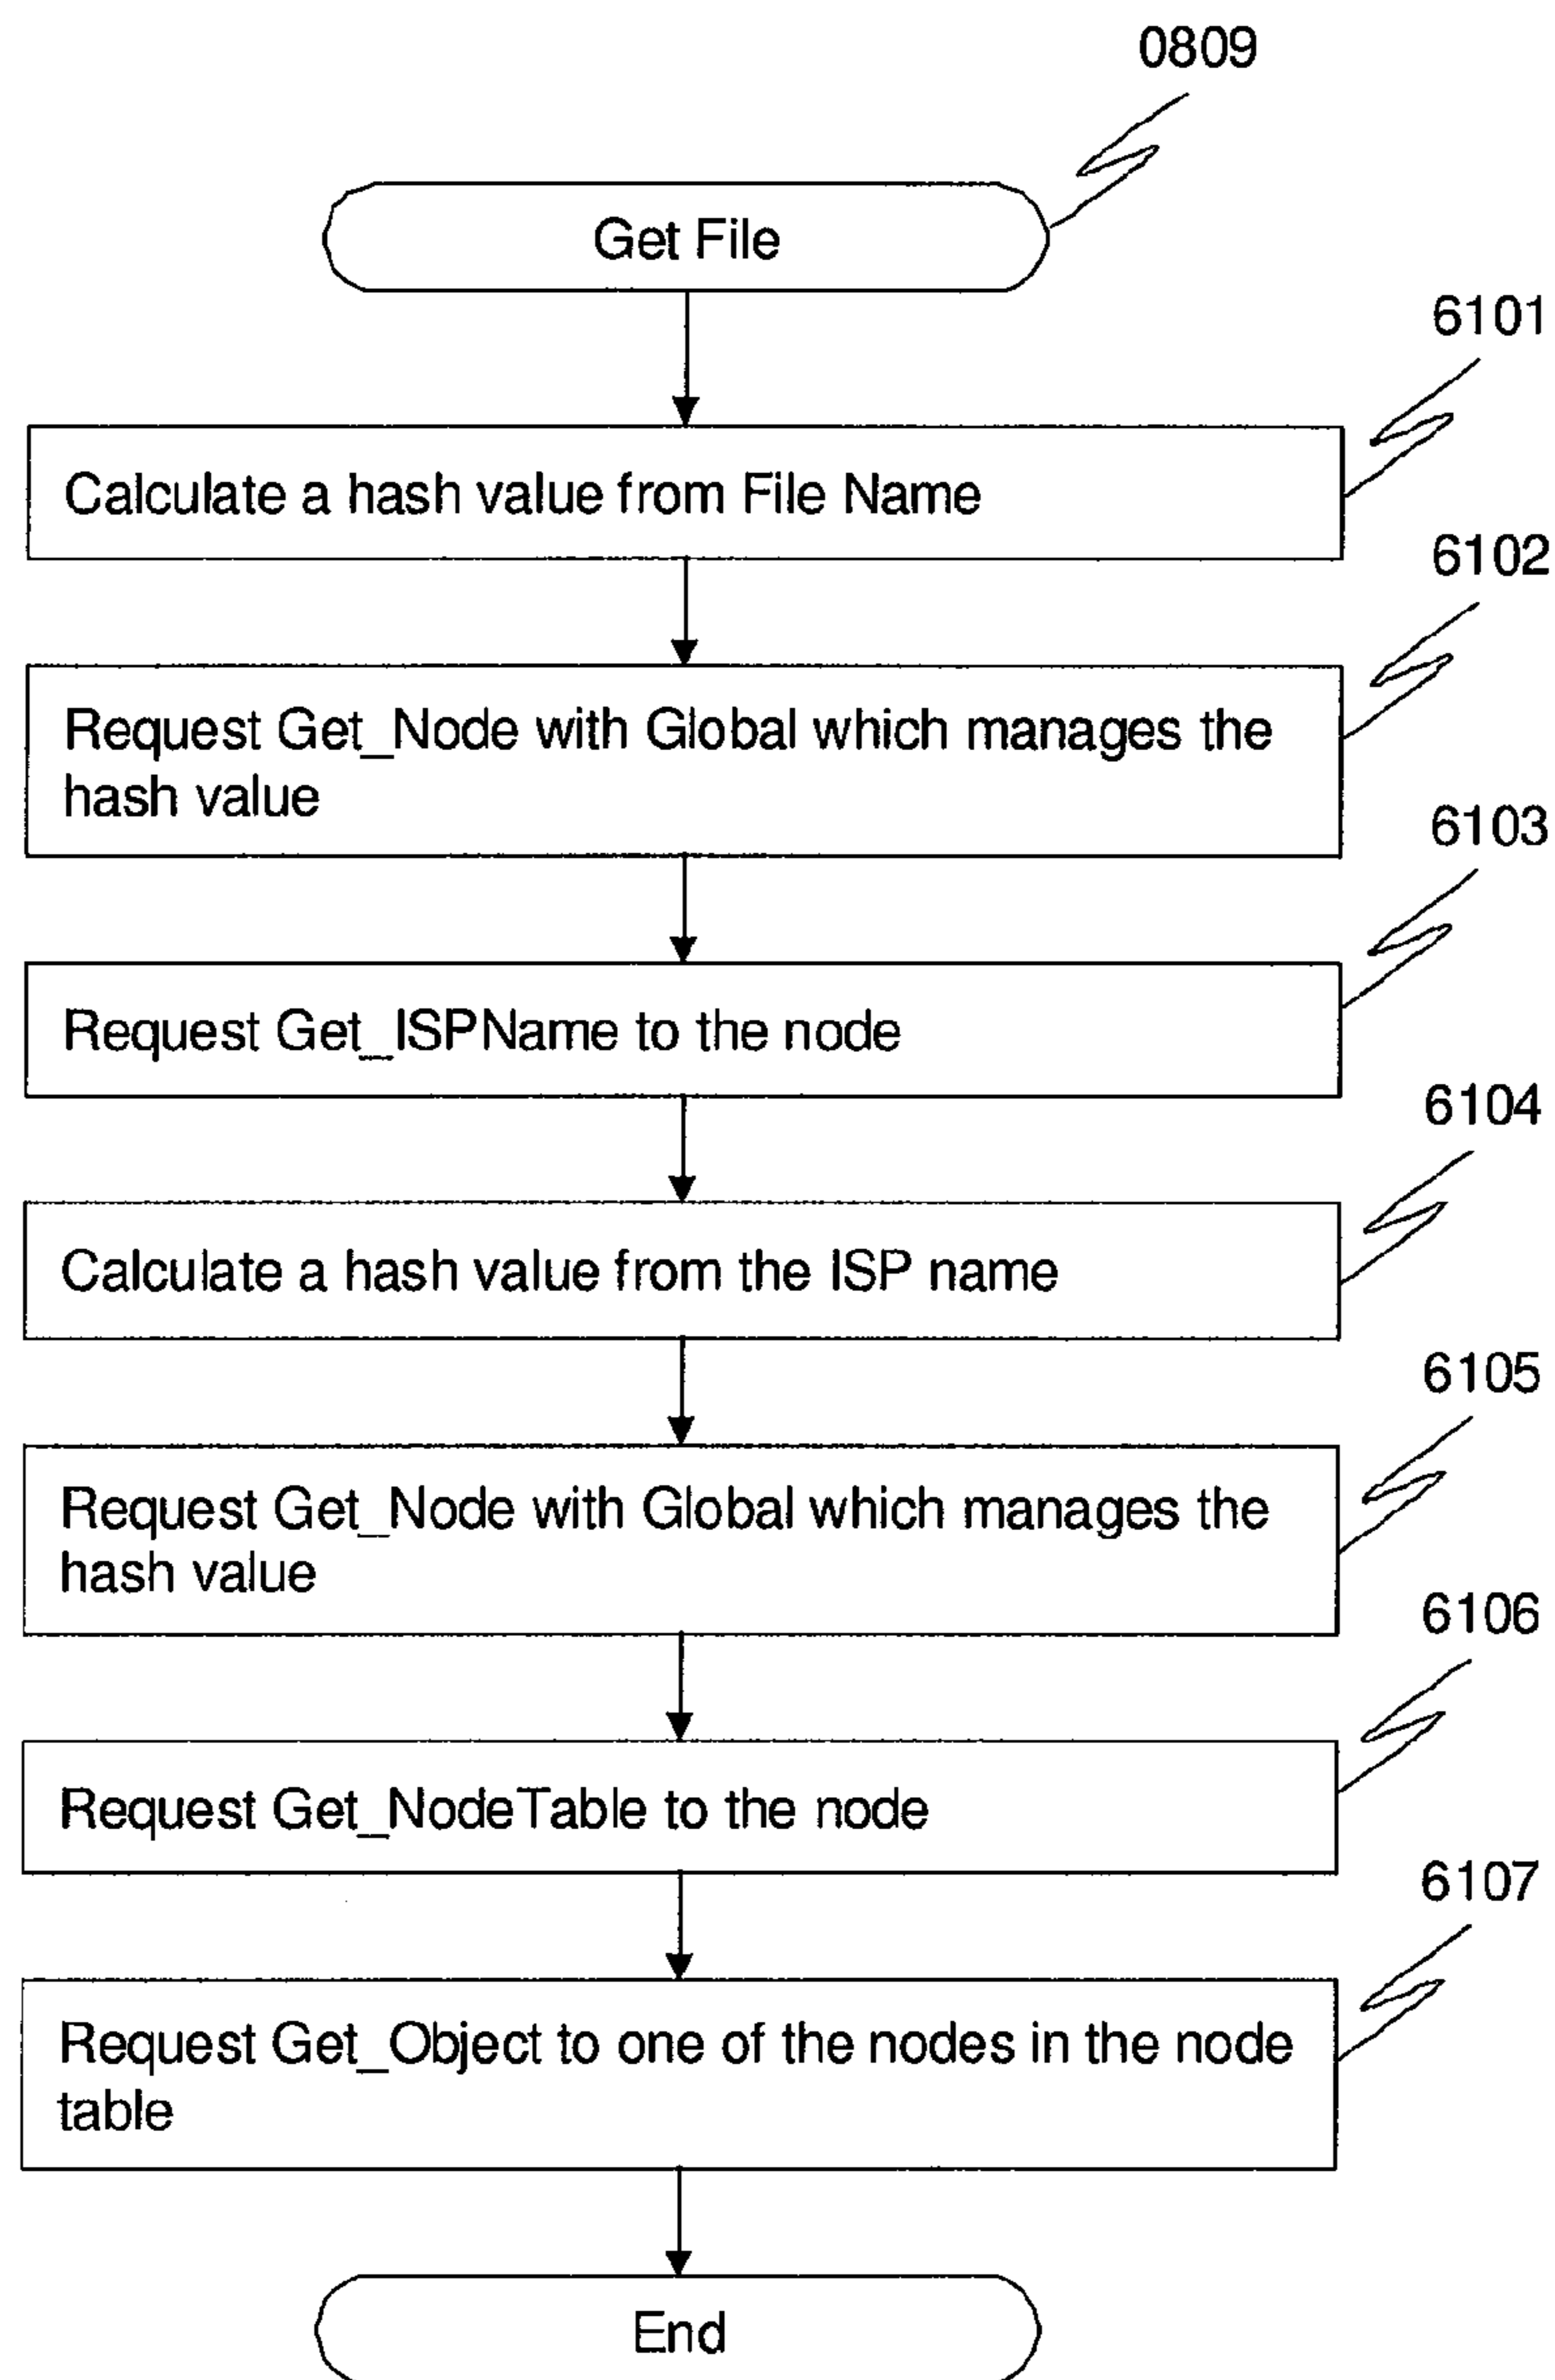 0809
Get File
6101
Calculate a hash value from File Name
6102
Request Get_Node with Global which manages the
hash value
6103
Request Get_ISPName to the node
6104
Calculate a hash value from the ISP name
6105
Request Get_Node with Global which manages the
hash value
6106
Request Get_NodeTable to the node
6107
Request Get_Object to one of the nodes in the node
table
End